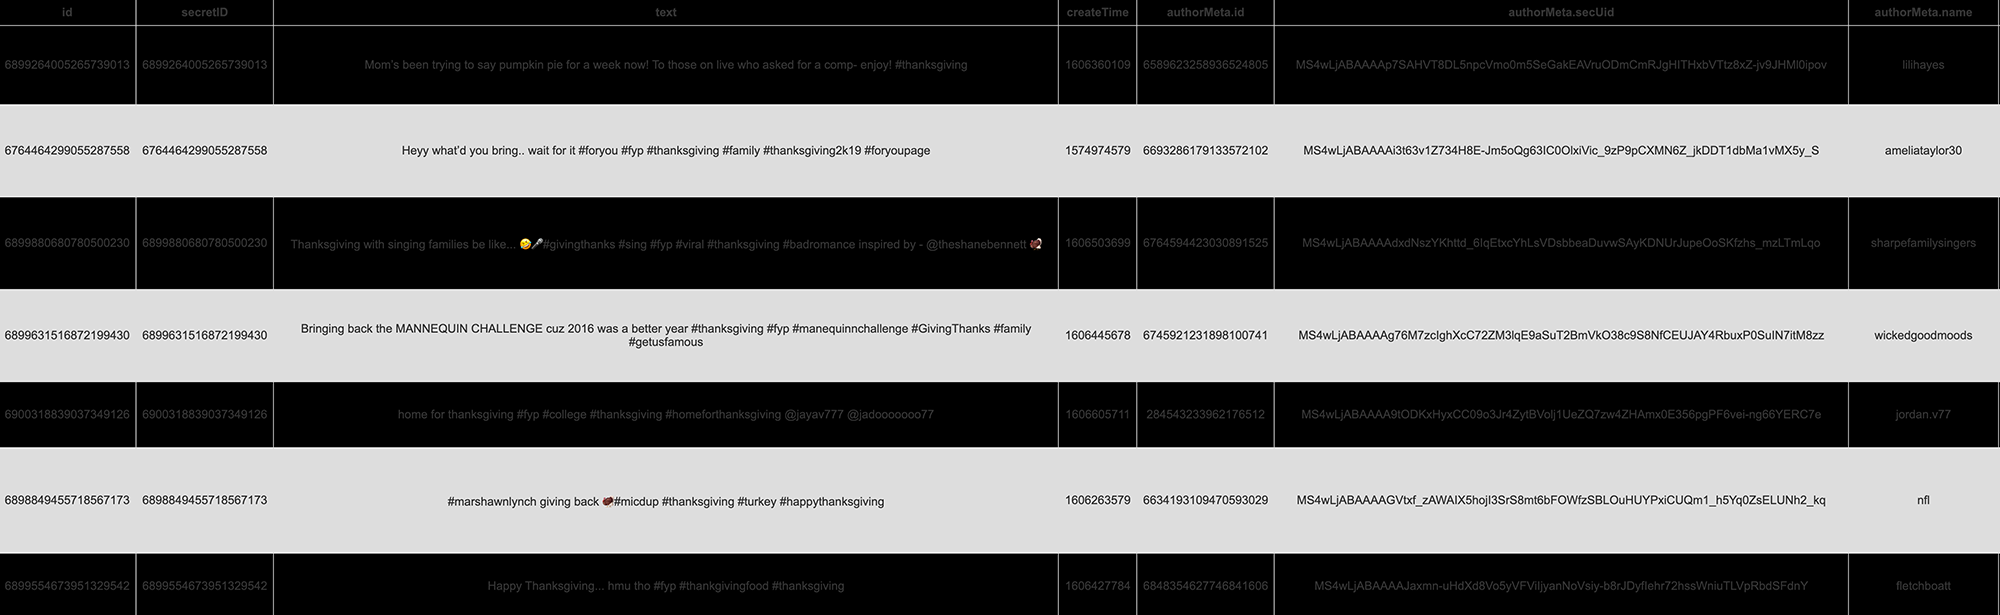 id secretID text createTime authorMeta.id authorMeta.secUid authorMeta.name
6899264005265739013 6899264005265739013 Mom's been trying to say pumpkin pie for a week now! To those on live who asked for a comp- enjoy! #thanksgiving 1606360109 6589623258936524805 MS4wLjABAAAAp7SAHVT8DL5npcVmo0m5SeGakEAVruODmCmRJgHITHxbVTtz8xZ-jv9JHMl0ipov lilihayes
6764464299055287558 6764464299055287558 Heyy what'd you bring.. wait for it #foryou #fyp #thanksgiving #family #thanksgiving2k19 #foryoupage 1574974579 6693286179133572102 MS4wLjABAAAAi3t63v1Z734H8E-Jm5oQg63IC0OlxiVic_9zP9pCXMN6Z_jkDDT1dbMa1vMX5y_S ameliataylor30
6899880680780500230 6899880680780500230 Thanksgiving with singing families be like... 🤣🎤#givingthanks #sing #fyp #viral #thanksgiving #badromance inspired by - @theshanebennett 🦃 1606503699 6764594423030891525 MS4wLjABAAAAdxdNszYKhttd_6IqEtxcYhLsVDsbbeaDuvwSAyKDNUrJupeOoSKfzhs_mzLTmLqo sharpefamilysingers
6899631516872199430 6899631516872199430 Bringing back the MANNEQUIN CHALLENGE cuz 2016 was a better year #thanksgiving #fyp #manequinnchallenge #GivingThanks #family
#getusfamous 1606445678 6745921231898100741 MS4wLjABAAAAg76M7zclghXcC72ZM3lqE9aSuT2BmVkO38c9S8NfCEUJAY4RbuxP0SuIN7itM8zz wickedgoodmoods
6900318839037349126 6900318839037349126 home for thanksgiving #fyp #college #thanksgiving #homeforthanksgiving @jayav777 @jadooooooo77 1606605711 284543233962176512 MS4wLjABAAAA9tODKxHyxCC09o3Jr4ZytBVolj1UeZQ7zw4ZHAmx0E356pgPF6vei-ng66YERC7e jordan.v77
6898849455718567173 6898849455718567173 #marshawnlynch giving back 🏈#micdup #thanksgiving #turkey #happythanksgiving 1606263579 6634193109470593029 MS4wLjABAAAAGVtxf_zAWAIX5hojI3SrS8mt6bFOWfzSBLOuHUYPxiCUQm1_h5Yq0ZsELUNh2_kq nfl
6899554673951329542 6899554673951329542 Happy Thanksgiving... hmu tho #fyp #thankgivingfood #thanksgiving 1606427784 6848354627746841606 MS4wLjABAAAAJaxmn-uHdXd8Vo5yVFViIjyanNoVsiy-b8rJDyflehr72hssWniuTLVpRbdSFdnY fletchboatt